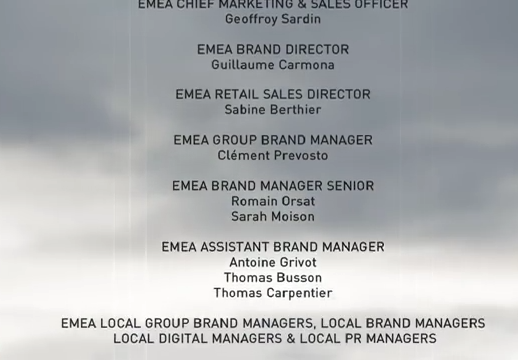 EMEA CHIEF MARKETING & SALES OFFICER
Geoffroy Sardin
EMEA BRAND DIRECTOR
Guillaume Carmona
EMEA RETAIL SALES DIRECTOR
Sabine Berthier
EMEA GROUP BRAND MANAGER
Clément Prevosto
EMEA BRAND MANAGER SENIOR
Romain Orsat
Sarah Moison
EMEA ASSISTANT BRAND MANAGER
Antoine Grivot
Thomas Busson
Thomas Carpentier
EMEA LOCAL GROUP BRAND MANAGERS, LOCAL BRAND MANAGERS
LOCAL DIGITAL MANAGERS & LOCAL PR MANAGERS